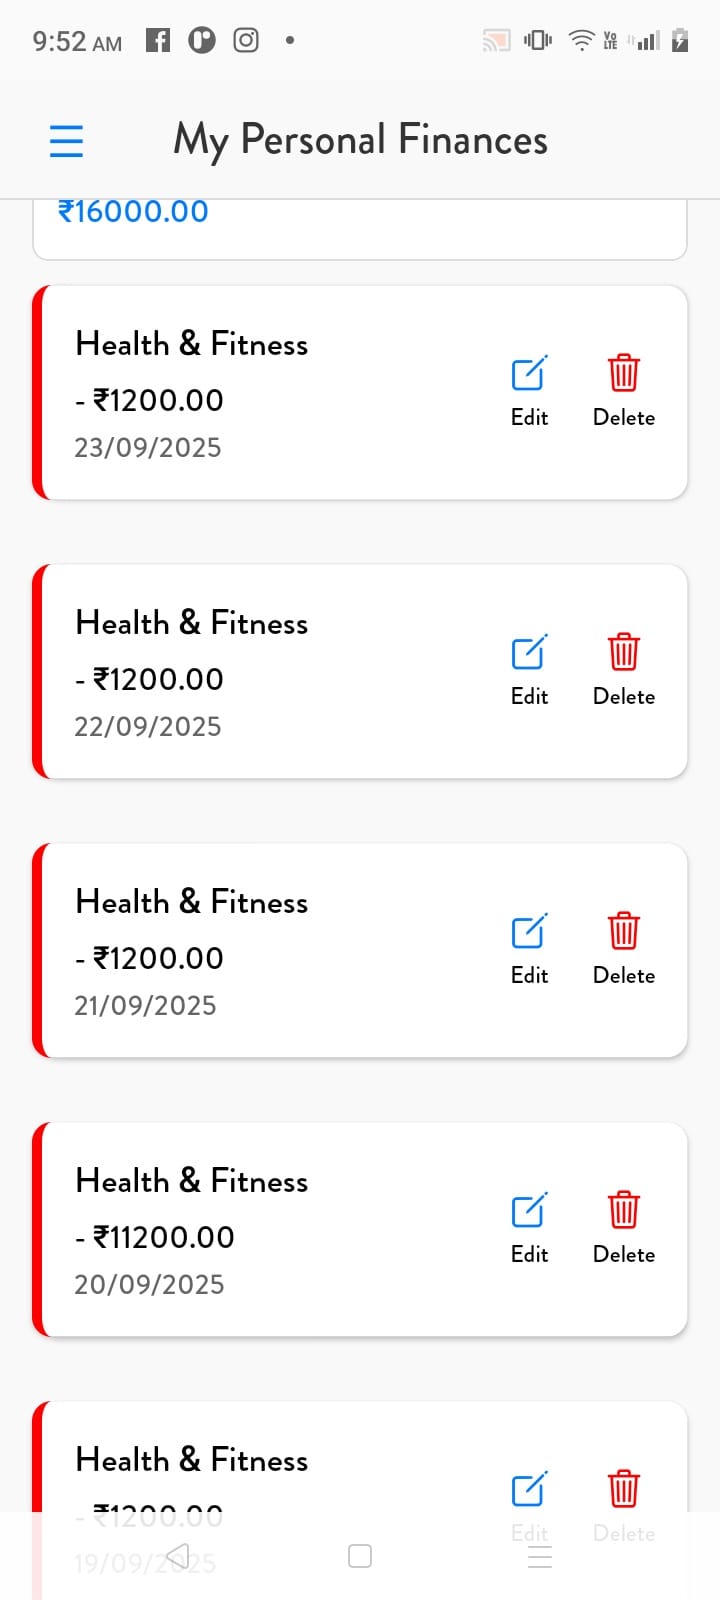 9:52 AM
VO LTE
My Personal Finances
₹16000.00
Health & Fitness
- ₹1200.00
23/09/2025
Edit
Delete
Health & Fitness
- ₹1200.00
22/09/2025
Edit
Delete
Health & Fitness
- ₹1200.00
21/09/2025
Edit
Delete
Health & Fitness
- ₹11200.00
20/09/2025
Edit
Delete
Health & Fitness
- ₹1200.00
19/09/2025
Edit
Delete